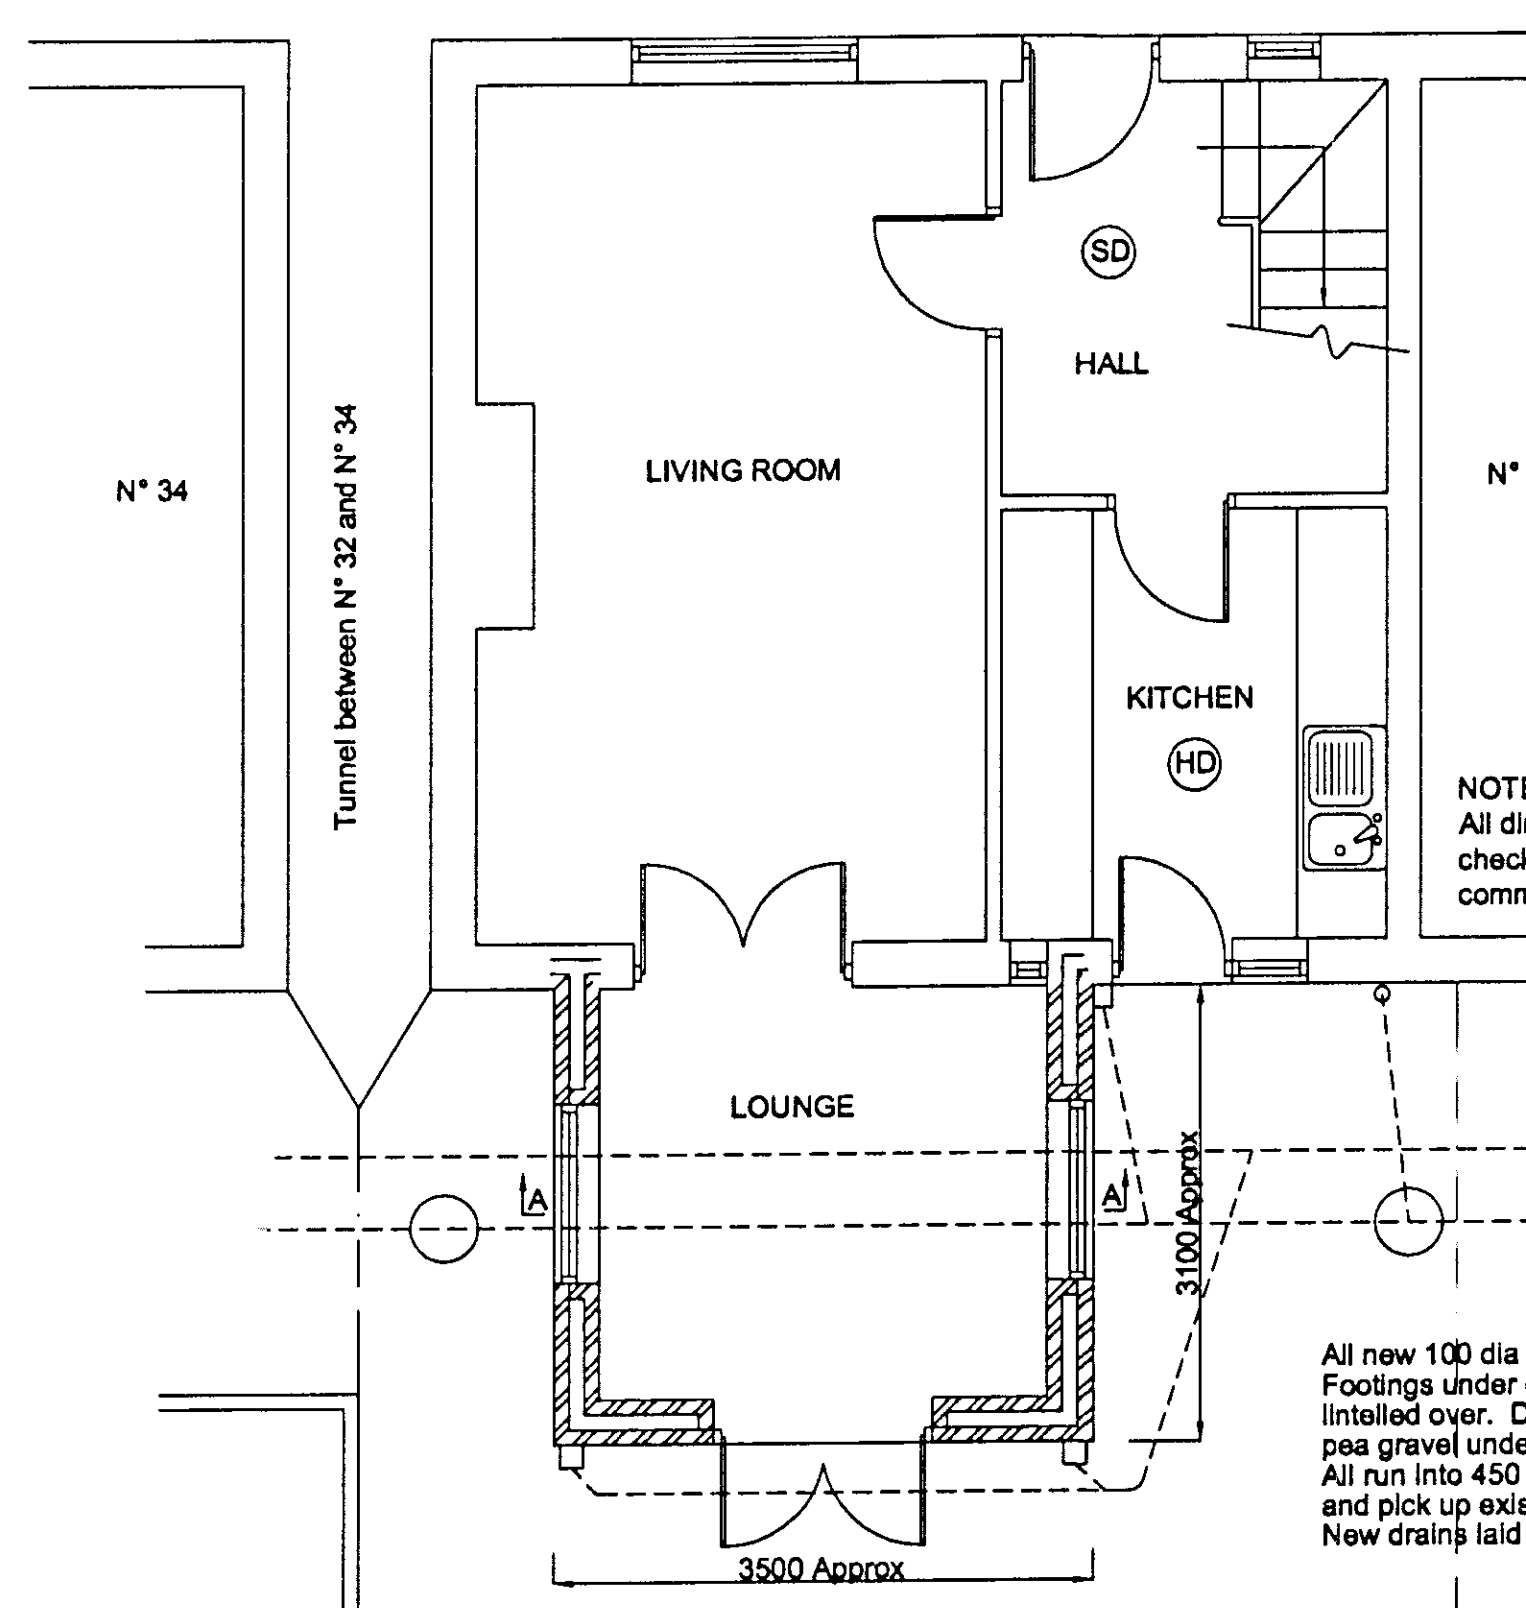 SD
HALL
LIVING ROOM
N° 34
Tunnel between N° 32 and N° 34
N°
KITCHEN
HD
NOTE
All
check
LOUNGE
A
A
3100 Approx
All new 100 dia
Footings under
lintelled over.
pea gravel unde
All run into 450
and pick up exis
New drains laid
3500 Approx